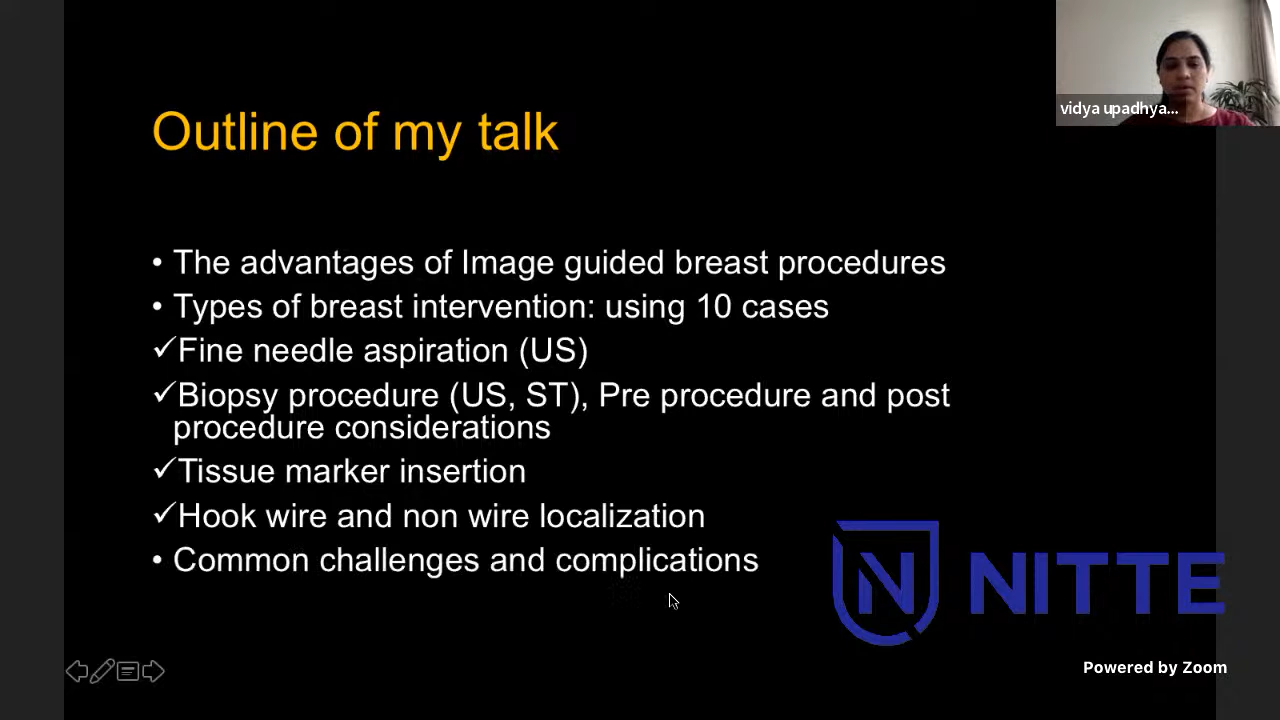 vidya upadhya...
Outline of my talk
• The advantages of Image guided breast procedures
• Types of breast intervention: using 10 cases
✓Fine needle aspiration (US)
✓Biopsy procedure (US, ST), Pre procedure and post
procedure considerations
✓Tissue marker insertion
✓Hook wire and non wire localization
• Common challenges and complications
N NITTE
Powered by Zoom